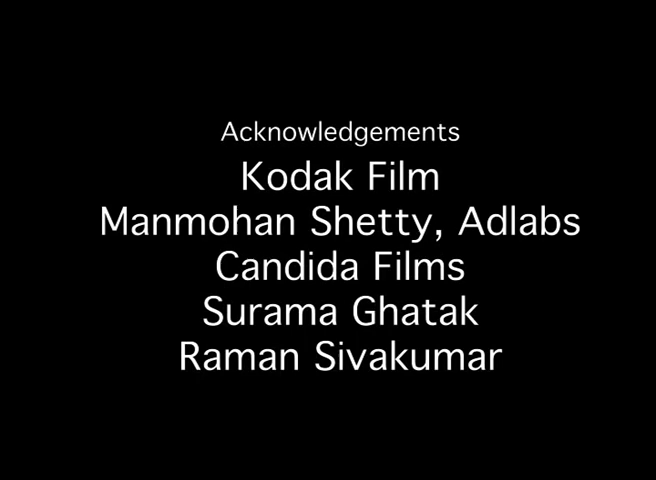 Acknowledgements
Kodak Film
Manmohan Shetty, Adlabs
Candida Films
Surama Ghatak
Raman Sivakumar